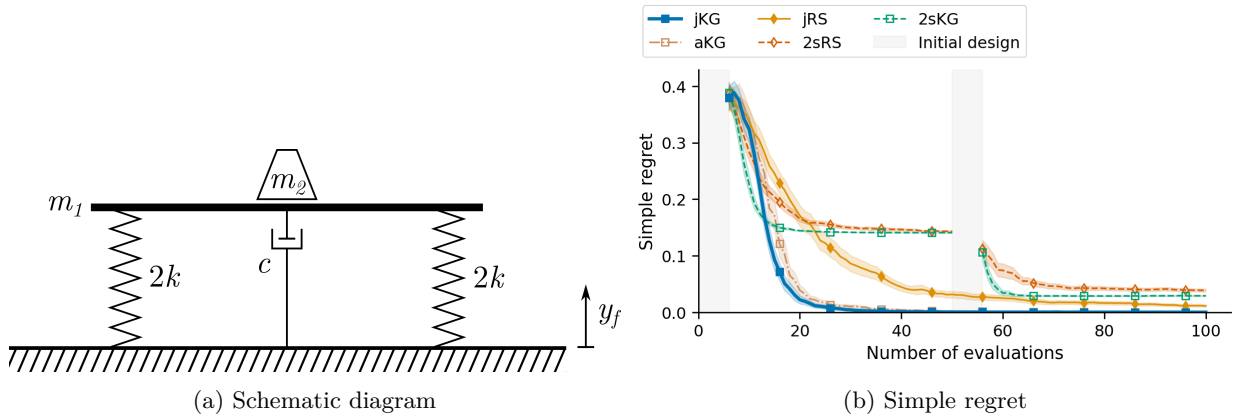 m₂
m₁
c
2k
2k
y_f
(a) Schematic diagram
jKG
jRS
2sKG
aKG
2sRS
Initial design
Simple regret
0.4
0.3
0.2
0.1
0.0
0 20 40 60 80 100
Number of evaluations
(b) Simple regret